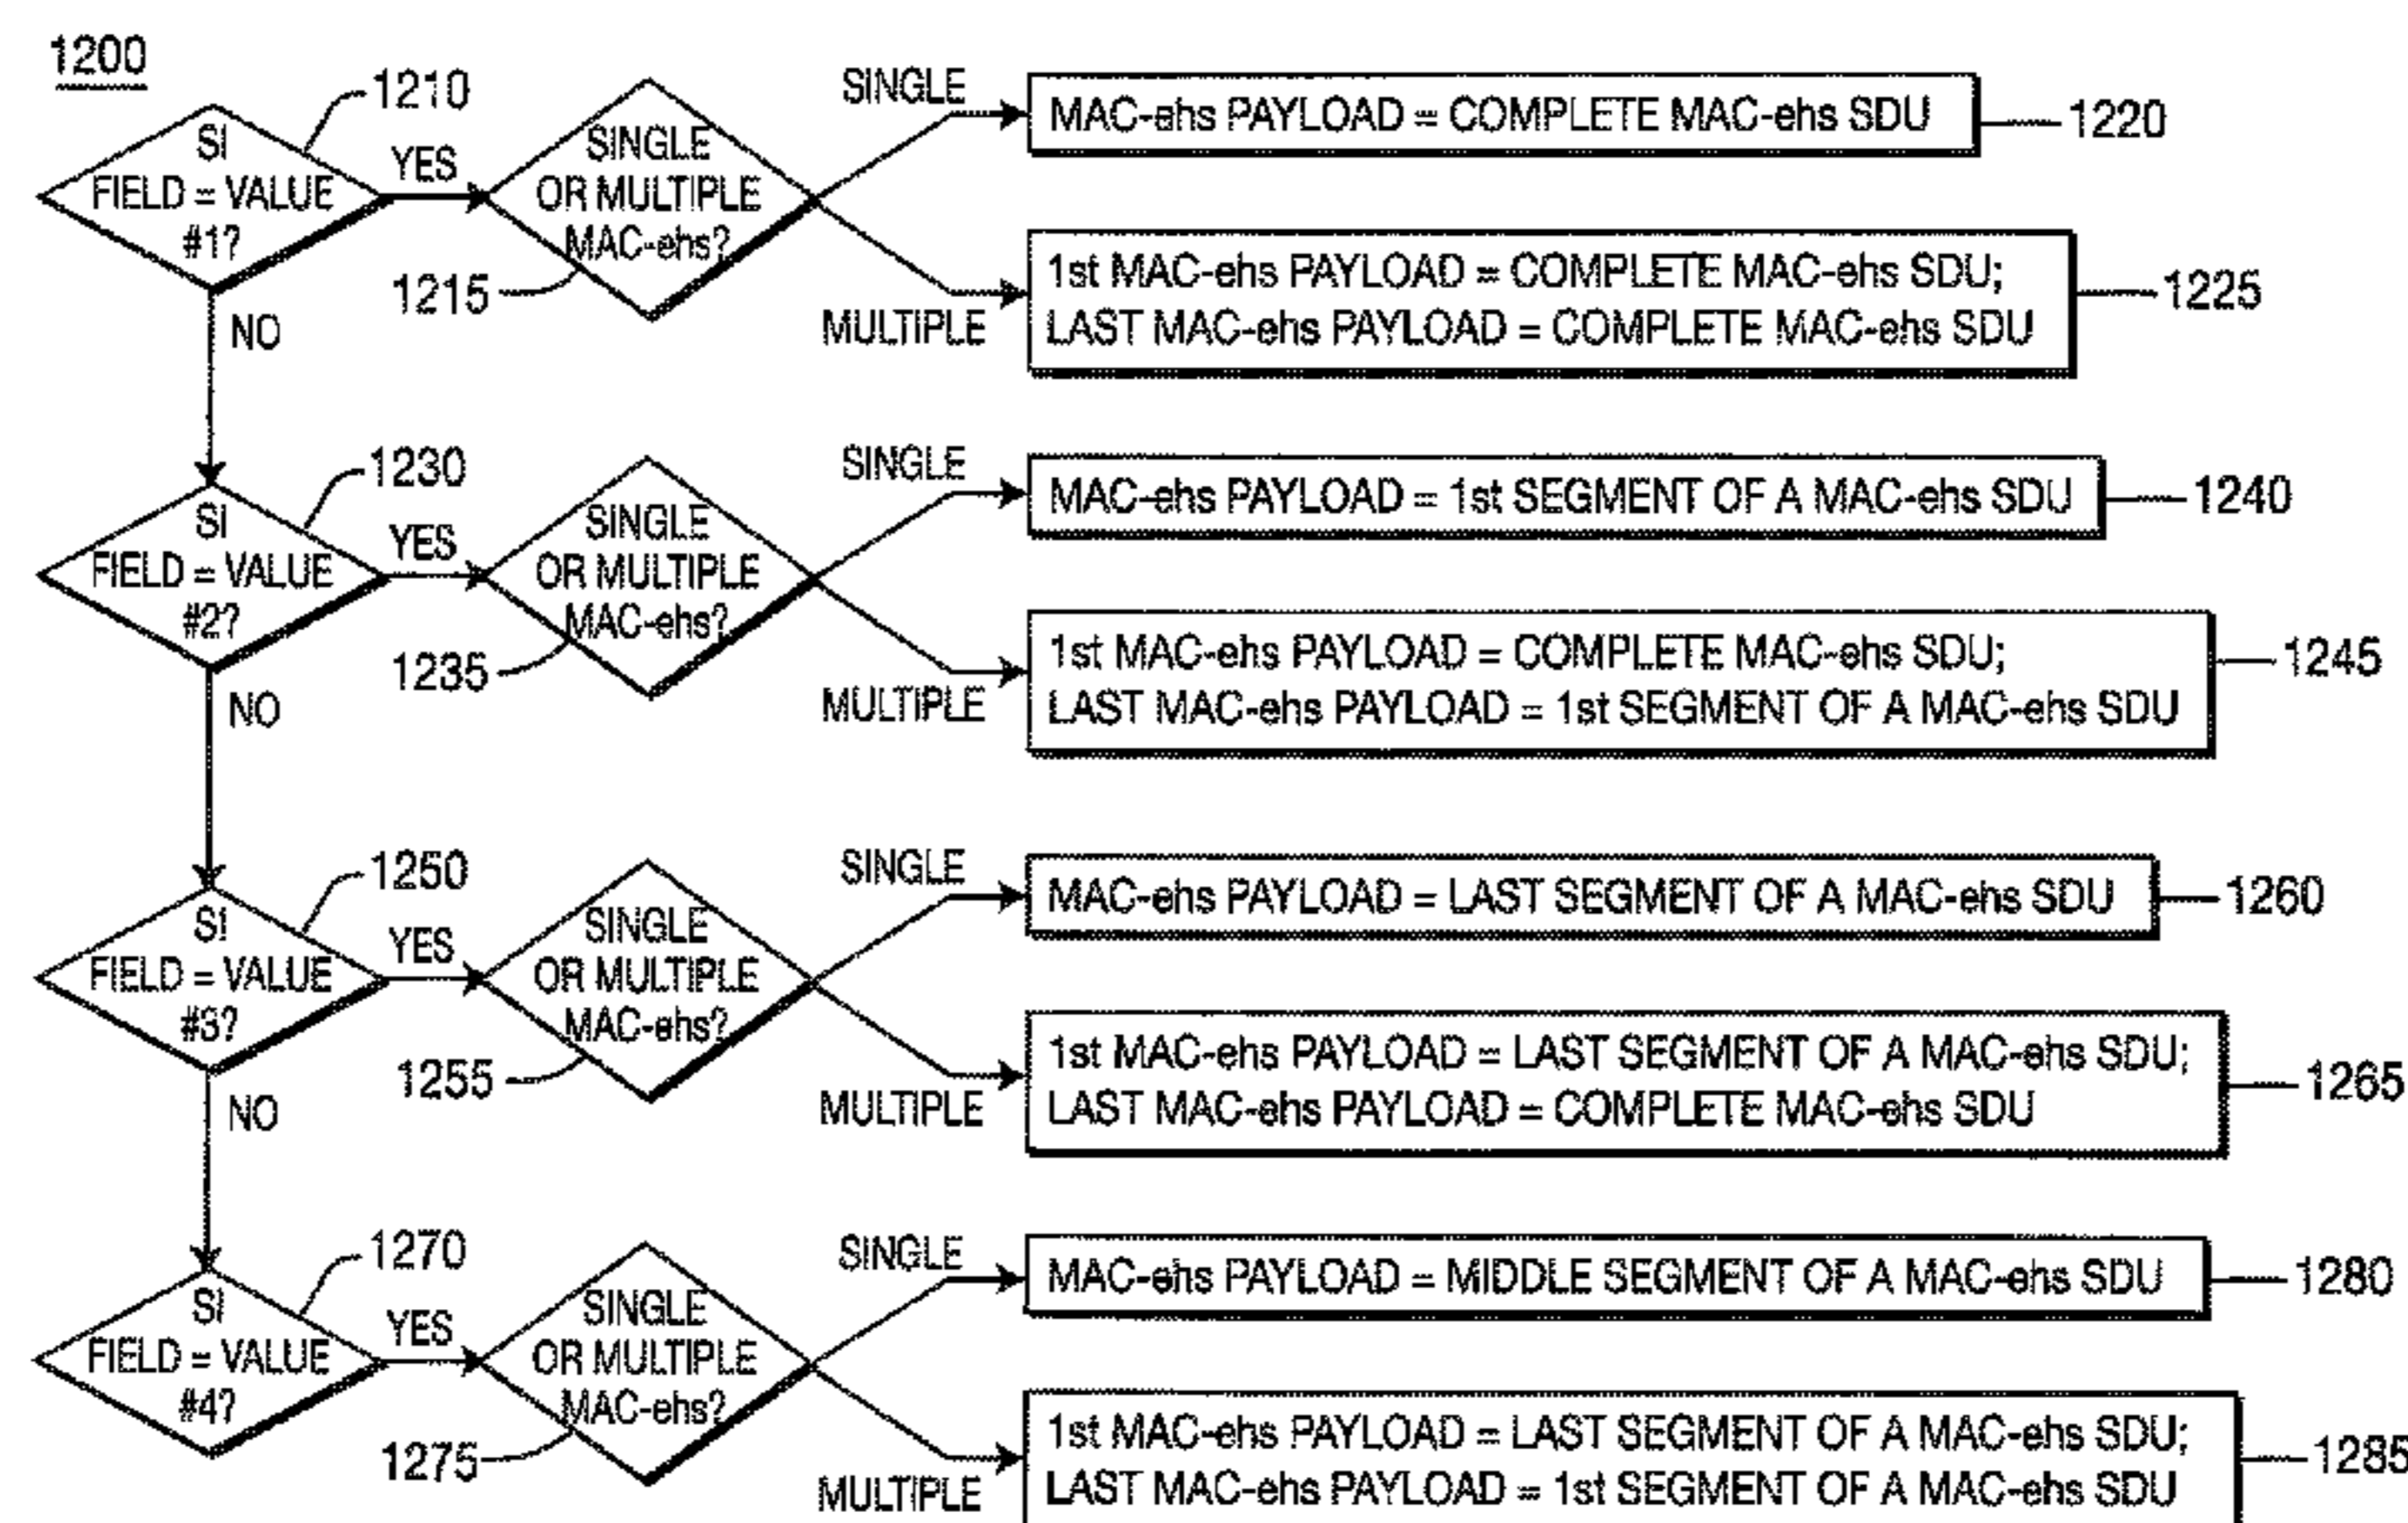 1200
1210
SI
FIELD = VALUE
#1?
YES
NO
SINGLE
OR MULTIPLE
MAC-ehs?
1215
SINGLE
MAC-ehs PAYLOAD = COMPLETE MAC-ehs SDU
1220
MULTIPLE
1st MAC-ehs PAYLOAD = COMPLETE MAC-ehs SDU;
LAST MAC-ehs PAYLOAD = COMPLETE MAC-ehs SDU
1225
1230
SI
FIELD = VALUE
#2?
YES
NO
SINGLE
OR MULTIPLE
MAC-ehs?
1235
SINGLE
MAC-ehs PAYLOAD = 1st SEGMENT OF A MAC-ehs SDU
1240
MULTIPLE
1st MAC-ehs PAYLOAD = COMPLETE MAC-ehs SDU;
LAST MAC-ehs PAYLOAD = 1st SEGMENT OF A MAC-ehs SDU
1245
1250
SI
FIELD = VALUE
#3?
YES
NO
SINGLE
OR MULTIPLE
MAC-ehs?
1255
SINGLE
MAC-ehs PAYLOAD = LAST SEGMENT OF A MAC-ehs SDU
1260
MULTIPLE
1st MAC-ehs PAYLOAD = LAST SEGMENT OF A MAC-ehs SDU;
LAST MAC-ehs PAYLOAD = COMPLETE MAC-ehs SDU
1265
1270
SI
FIELD = VALUE
#4?
YES
SINGLE
OR MULTIPLE
MAC-ehs?
1275
SINGLE
MAC-ehs PAYLOAD = MIDDLE SEGMENT OF A MAC-ehs SDU
1280
MULTIPLE
1st MAC-ehs PAYLOAD = LAST SEGMENT OF A MAC-ehs SDU;
LAST MAC-ehs PAYLOAD = 1st SEGMENT OF A MAC-ehs SDU
1285